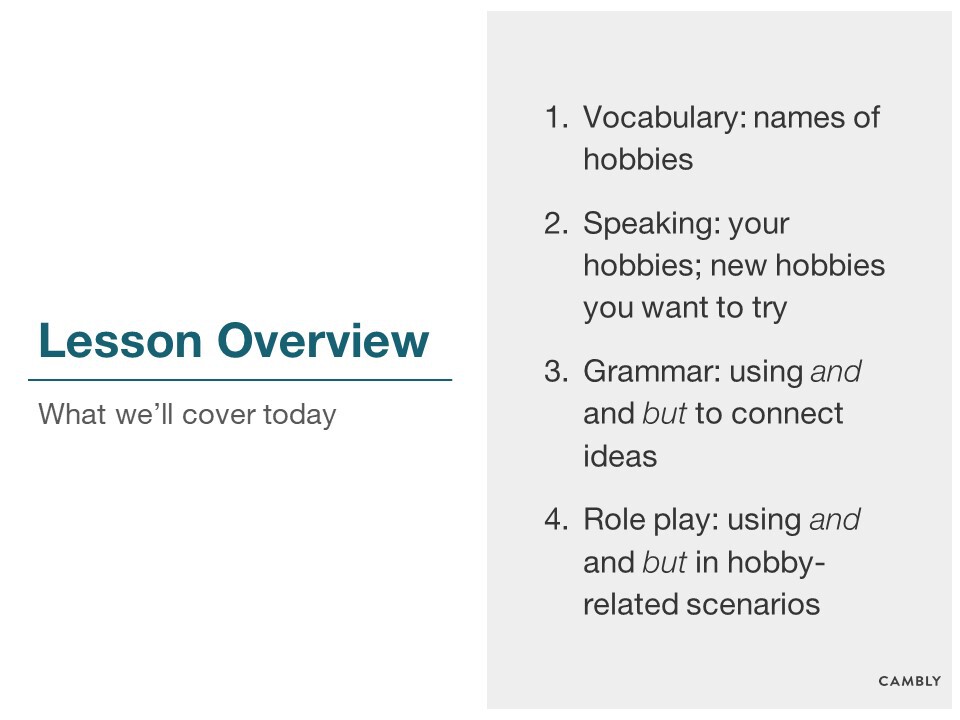 Lesson Overview
What we’ll cover today
1. Vocabulary: names of
hobbies
2. Speaking: your
hobbies; new hobbies
you want to try
3. Grammar: using and
and but to connect
ideas
4. Role play: using and
and but in hobby-
related scenarios
CAMBLY